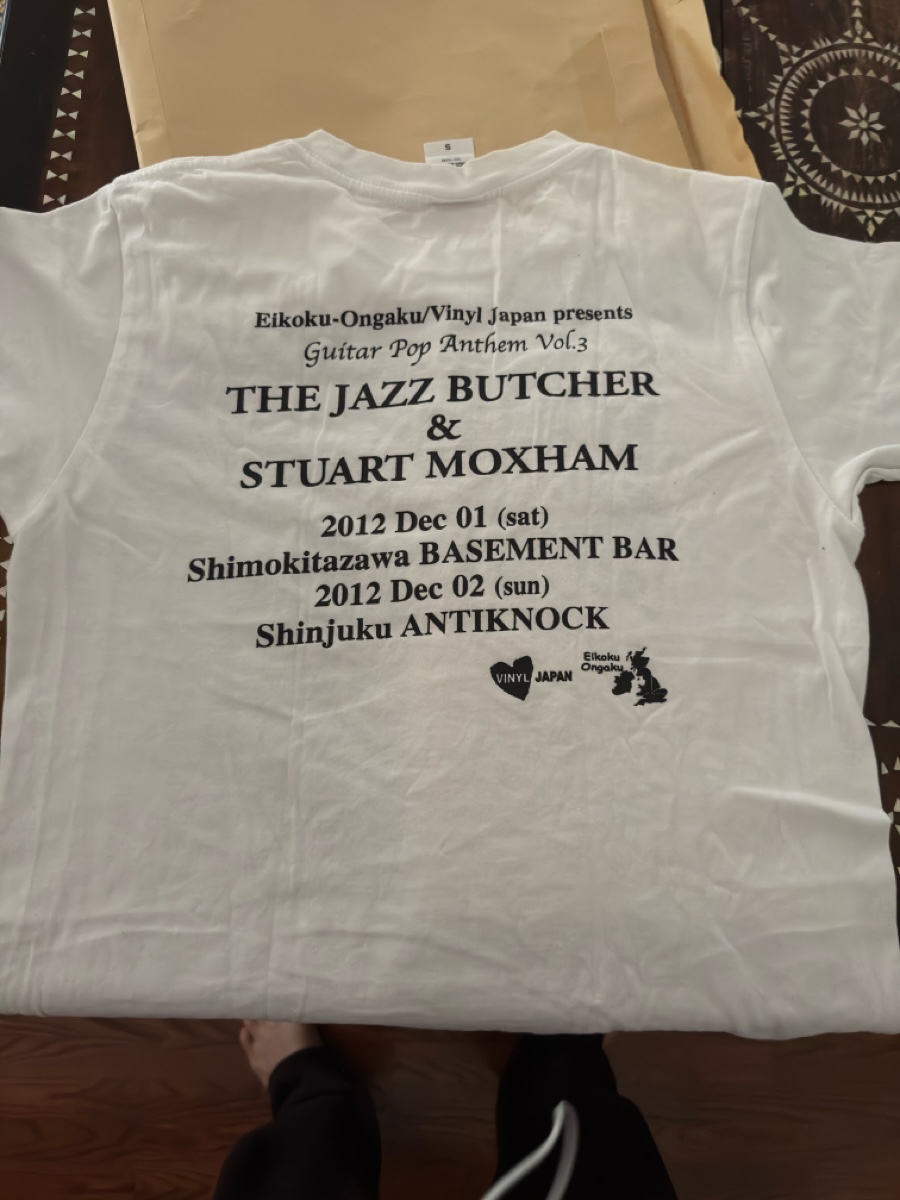 S
Eikoku-Ongaku/Vinyl Japan presents
Guitar Pop Anthem Vol.3
THE JAZZ BUTCHER
&
STUART MOXHAM
2012 Dec 01 (sat)
Shimokitazawa BASEMENT BAR
2012 Dec 02 (sun)
Shinjuku ANTIKNOCK
VINYL JAPAN
Eikoku
Ongaku